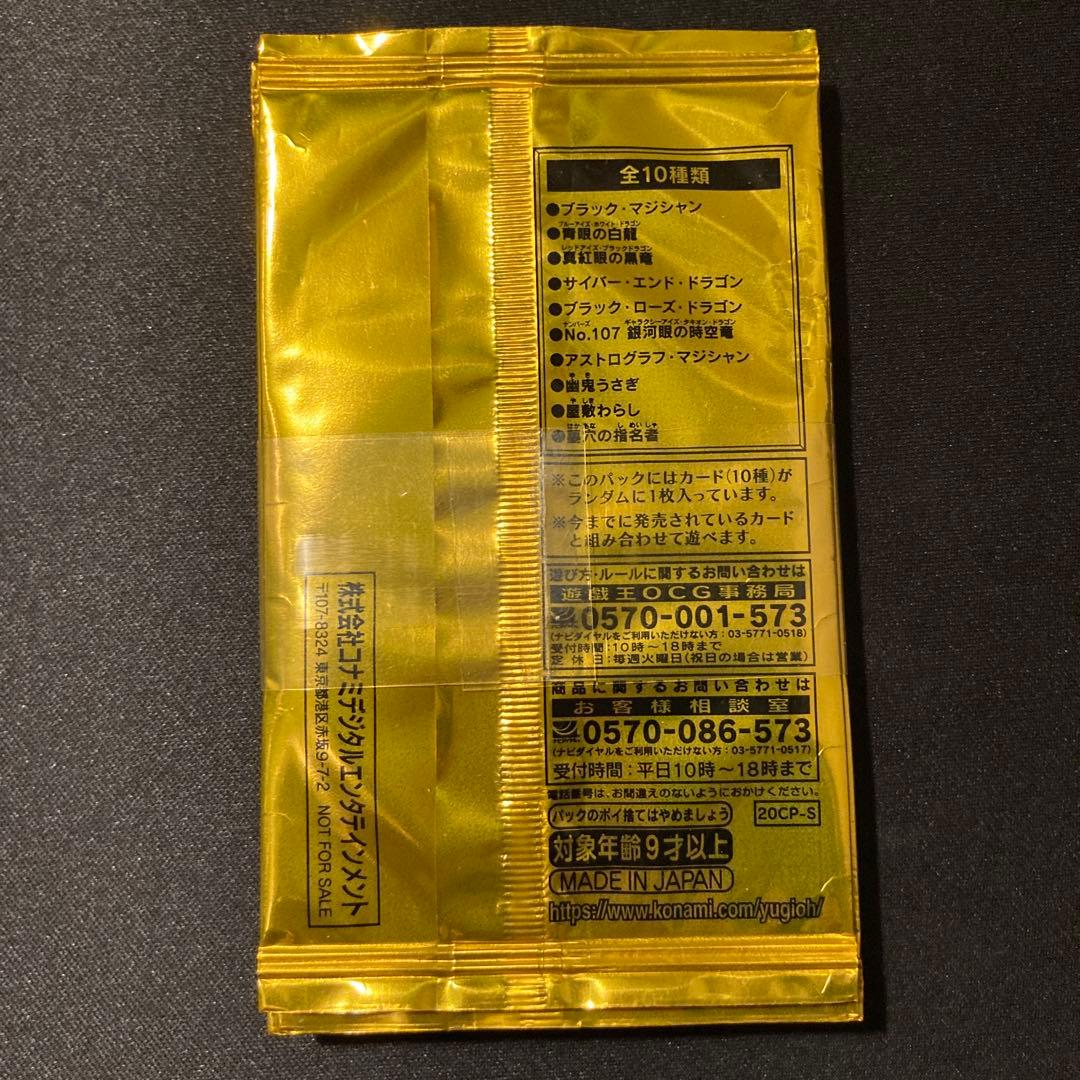 全10種類
●ブラック・マジシャン
ブルーアイズ・ホワイト・ドラゴン
●青眼の白龍
レッドアイズ・ブラックドラゴン
●真紅眼の黒竜
●サイバー・エンド・ドラゴン
●ブラック・ローズ・ドラゴン
ナンバーズ ギャラクシーアイズ・タキオン・ドラゴン
●No.107 銀河眼の時空竜
●アストログラフ・マジシャン
ゆき
●幽鬼うさぎ
やしき
●屋敷わらし
はかあな しめいしゃ
●墓穴の指名者
※このパックにはカード(10種)が
ランダムに1枚入っています。
※今までに発売されているカード
と組み合わせて遊べます。
遊び方・ルールに関するお問い合わせは
遊戯王OCG事務局
0570-001-573
(ナビダイヤルをご利用いただけない方：03-5771-0518)
受付時間：10時～18時まで
定休日：毎週火曜日(祝日の場合は営業)
商品に関するお問い合わせは
お客様相談室
0570-086-573
(ナビダイヤルをご利用いただけない方：03-5771-0517)
受付時間：平日10時～18時まで
電話番号は、お間違えのないようにおかけください。
パックのポイ捨てはやめましょう
20CP-S
対象年齢9才以上
MADE IN JAPAN
https://www.konami.com/yugioh/
株式会社コナミデジタルエンタテインメント
〒107-8324 東京都港区赤坂9-7-2 NOT FOR SALE